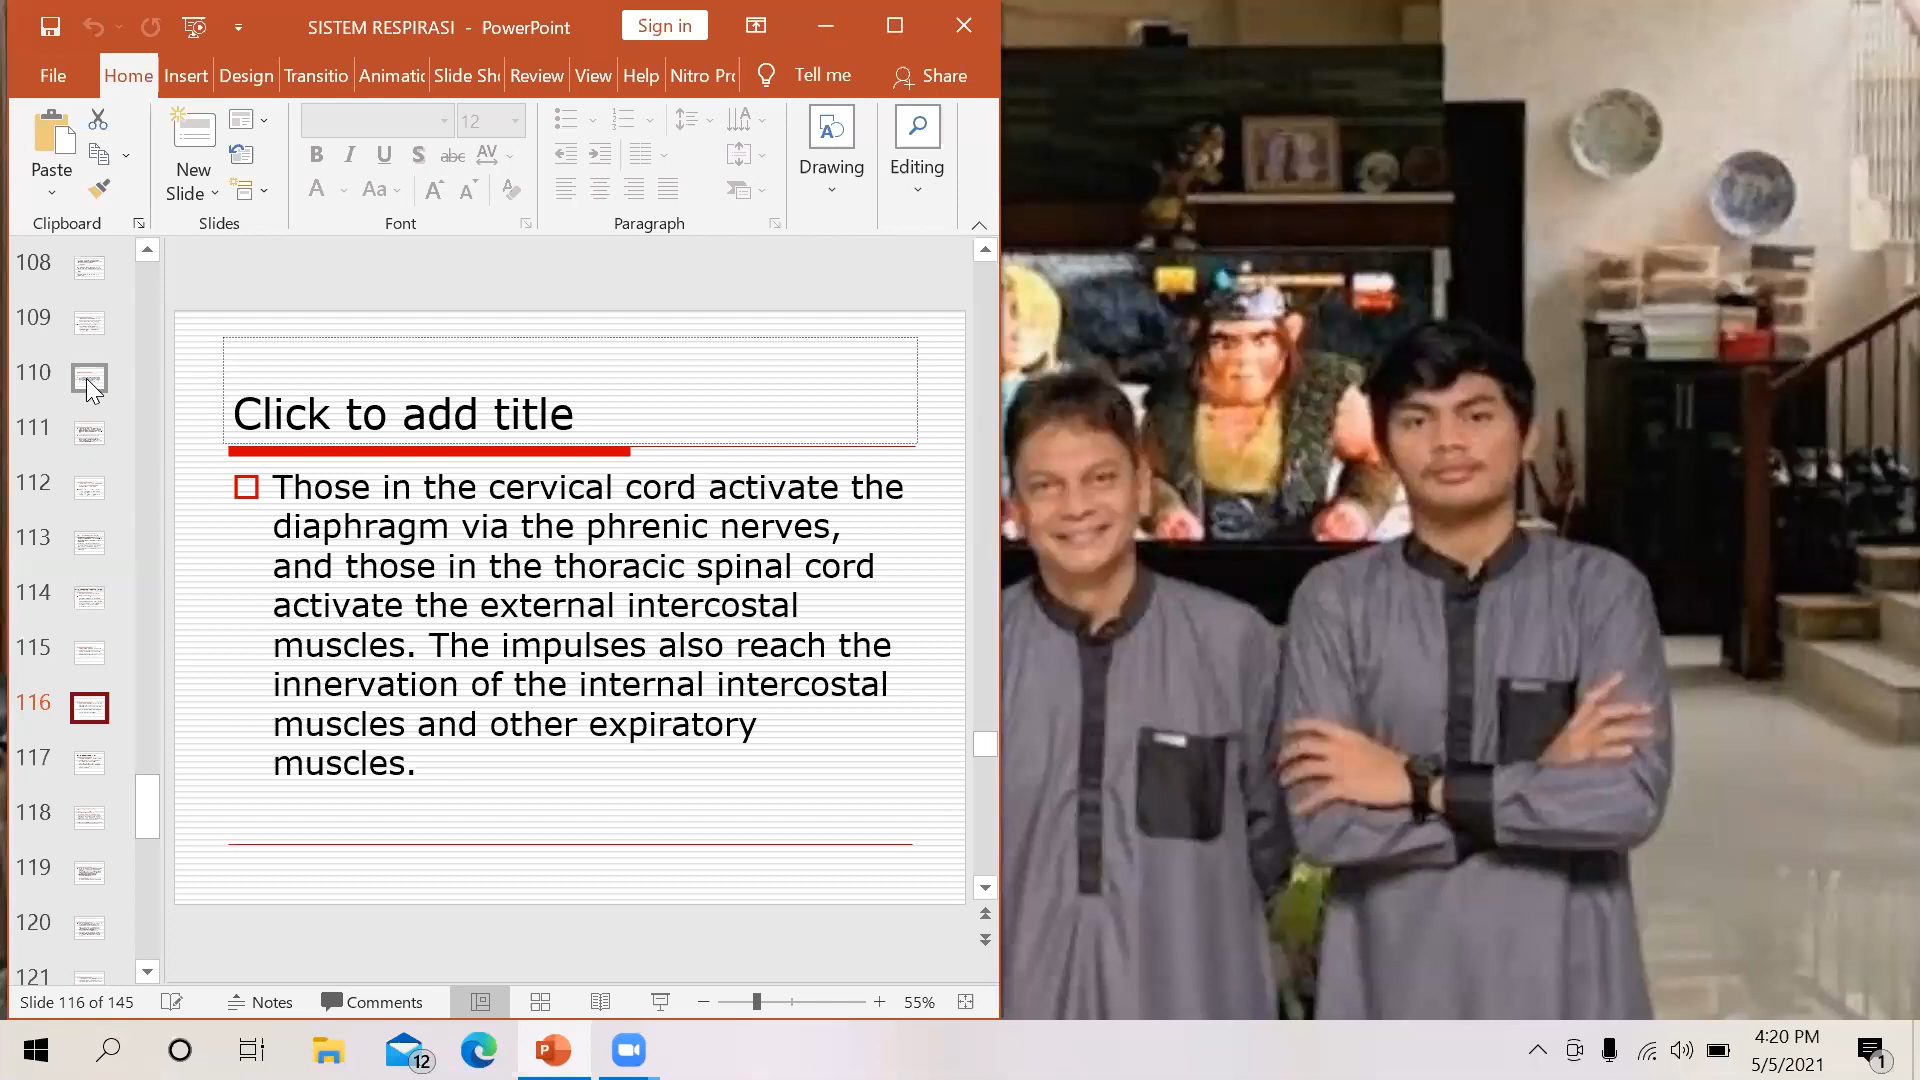 SISTEM RESPIRASI - PowerPoint
Sign in
File Home Insert Design Transitio Animatic Slide Sh Review View Help Nitro Pr Tell me Share
12
Paste
New
Slide
B I U S abc AV
A Aa A A
Drawing
Editing
Clipboard Slides Font Paragraph
108
109
110
111
112
113
114
115
116
117
118
119
120
121
Click to add title
Those in the cervical cord activate the
diaphragm via the phrenic nerves,
and those in the thoracic spinal cord
activate the external intercostal
muscles. The impulses also reach the
innervation of the internal intercostal
muscles and other expiratory
muscles.
Slide 116 of 145 Notes Comments 55%
12
4:20 PM
5/5/2021
1